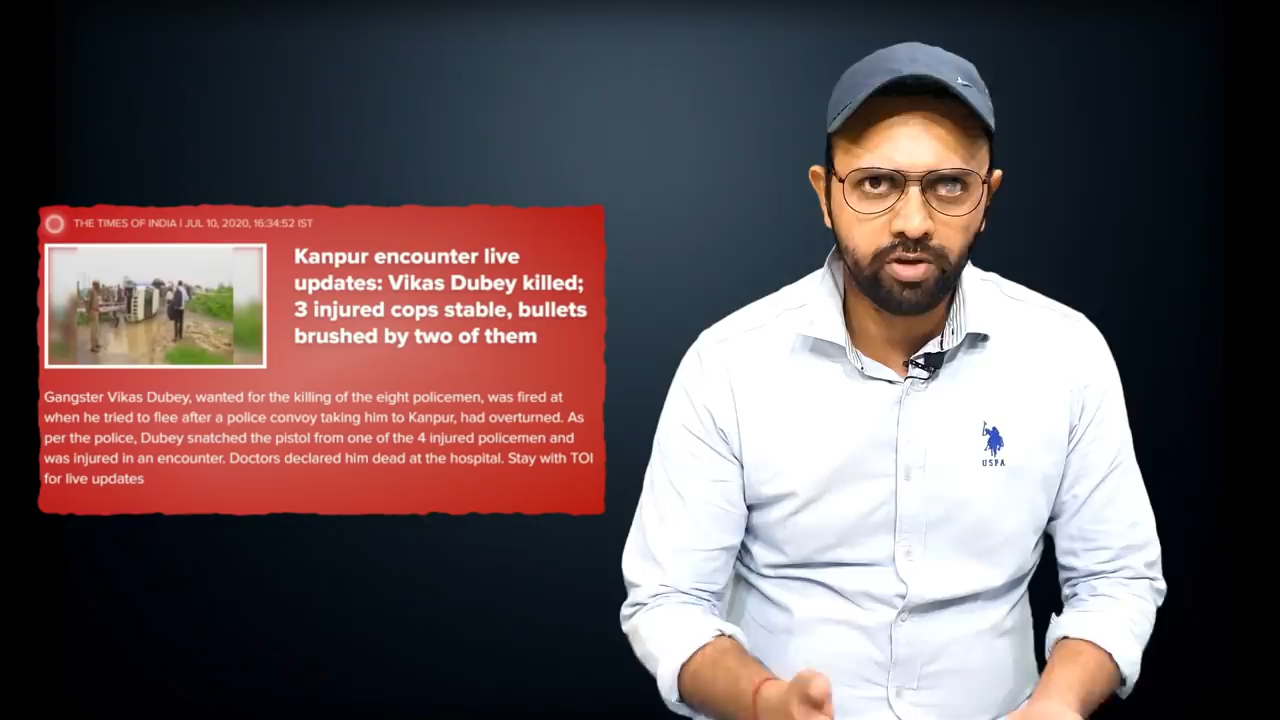 THE TIMES OF INDIA | JUL 10, 2020, 16:34:52 IST
Kanpur encounter live
updates: Vikas Dubey killed;
3 injured cops stable, bullets
brushed by two of them
Gangster Vikas Dubey, wanted for the killing of the eight policemen, was fired at
when he tried to flee after a police convoy taking him to Kanpur, had overturned. As
per the police, Dubey snatched the pistol from one of the 4 injured policemen and
was injured in an encounter. Doctors declared him dead at the hospital. Stay with TOI
for live updates
USPA